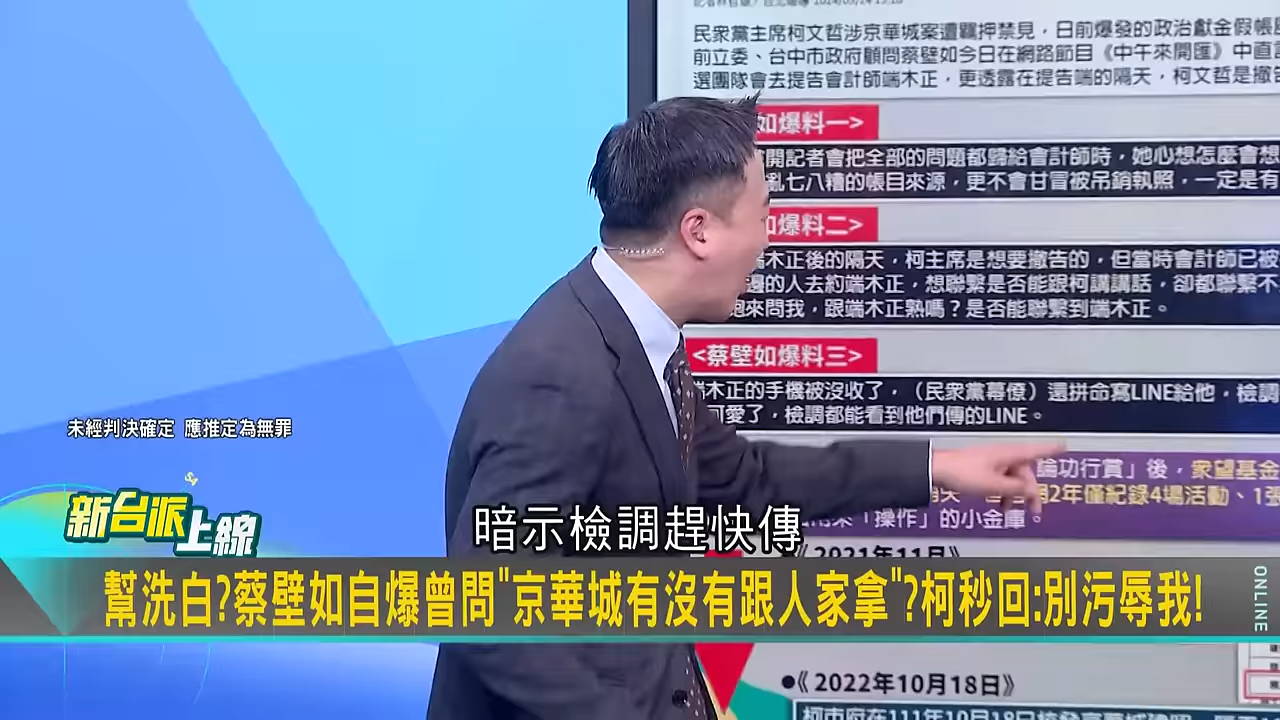 民眾黨主席柯文哲涉京華城案遭羈押禁見，日前爆發的政治獻金假帳
前立委、台中市政府顧問蔡壁如今日在網路節目《中午來開匯》中直
選團隊會去提告會計師端木正，更透露在提告端的隔天，柯文哲是撤告
如爆料一>
開記者會把全部的問題都歸給會計師時，她心想怎麼會想
亂七八糟的帳目來源，更不會甘冒被吊銷執照，一定是有
如爆料二>
端木正後的隔天，柯主席是想要撤告的，但當時會計師已被
邊的人去約端木正，想聯繫是否能跟柯講講話，卻都聯繫不
跑來問我，跟端木正熟嗎？是否能聯繫到端木正。
<蔡壁如爆料三>
端木正的手機被沒收了，（民眾黨幕僚）還拼命寫LINE給他，檢調
可愛了，檢調都能看到他們傳的LINE。
未經判決確定 應推定為無罪
論功行賞」後，眾望基金
2年僅紀錄4場活動、1
「操作」的小金庫。
新台派
上線
暗示檢調趕快傳
《2021年11月》
幫洗白?蔡壁如自爆曾問"京華城有沒有跟人家拿"?柯秒回:別污辱我!
ONLINE
●《2022年10月18日》
柯市府在111年10月18日核發京華城建照